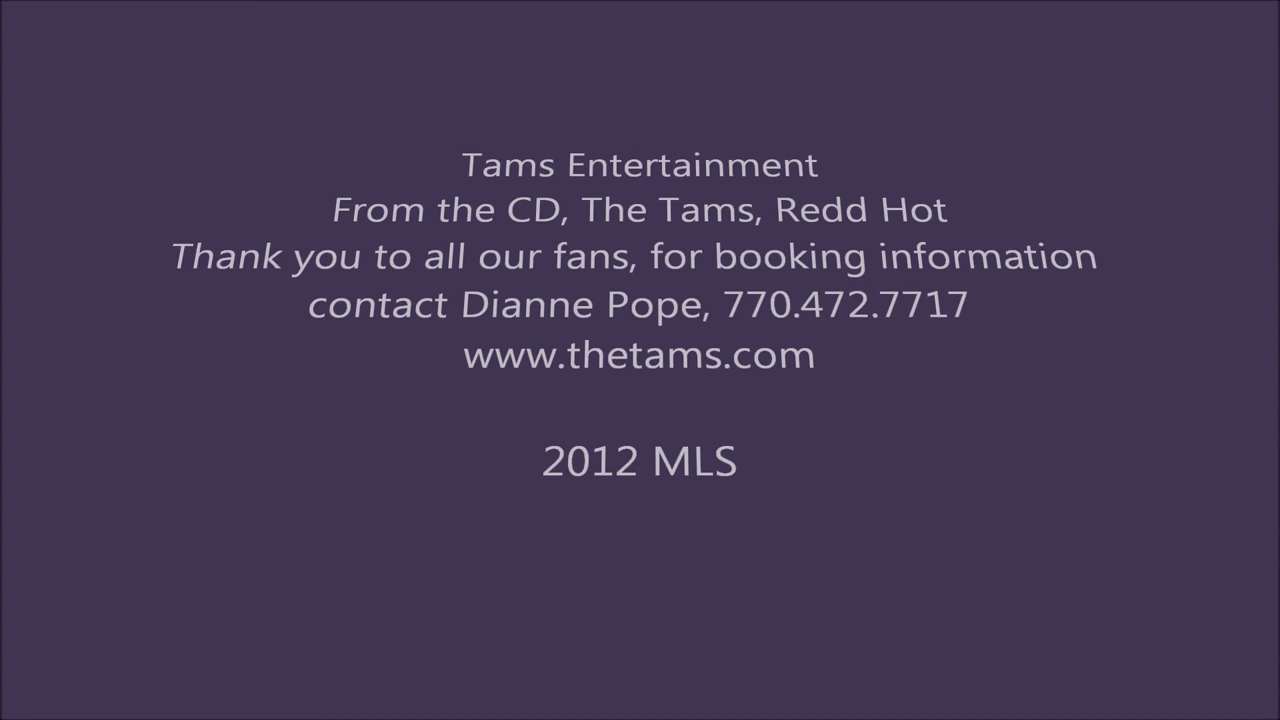 Tams Entertainment
From the CD, The Tams, Redd Hot
Thank you to all our fans, for booking information
contact Dianne Pope, 770.472.7717
www.thetams.com
2012 MLS